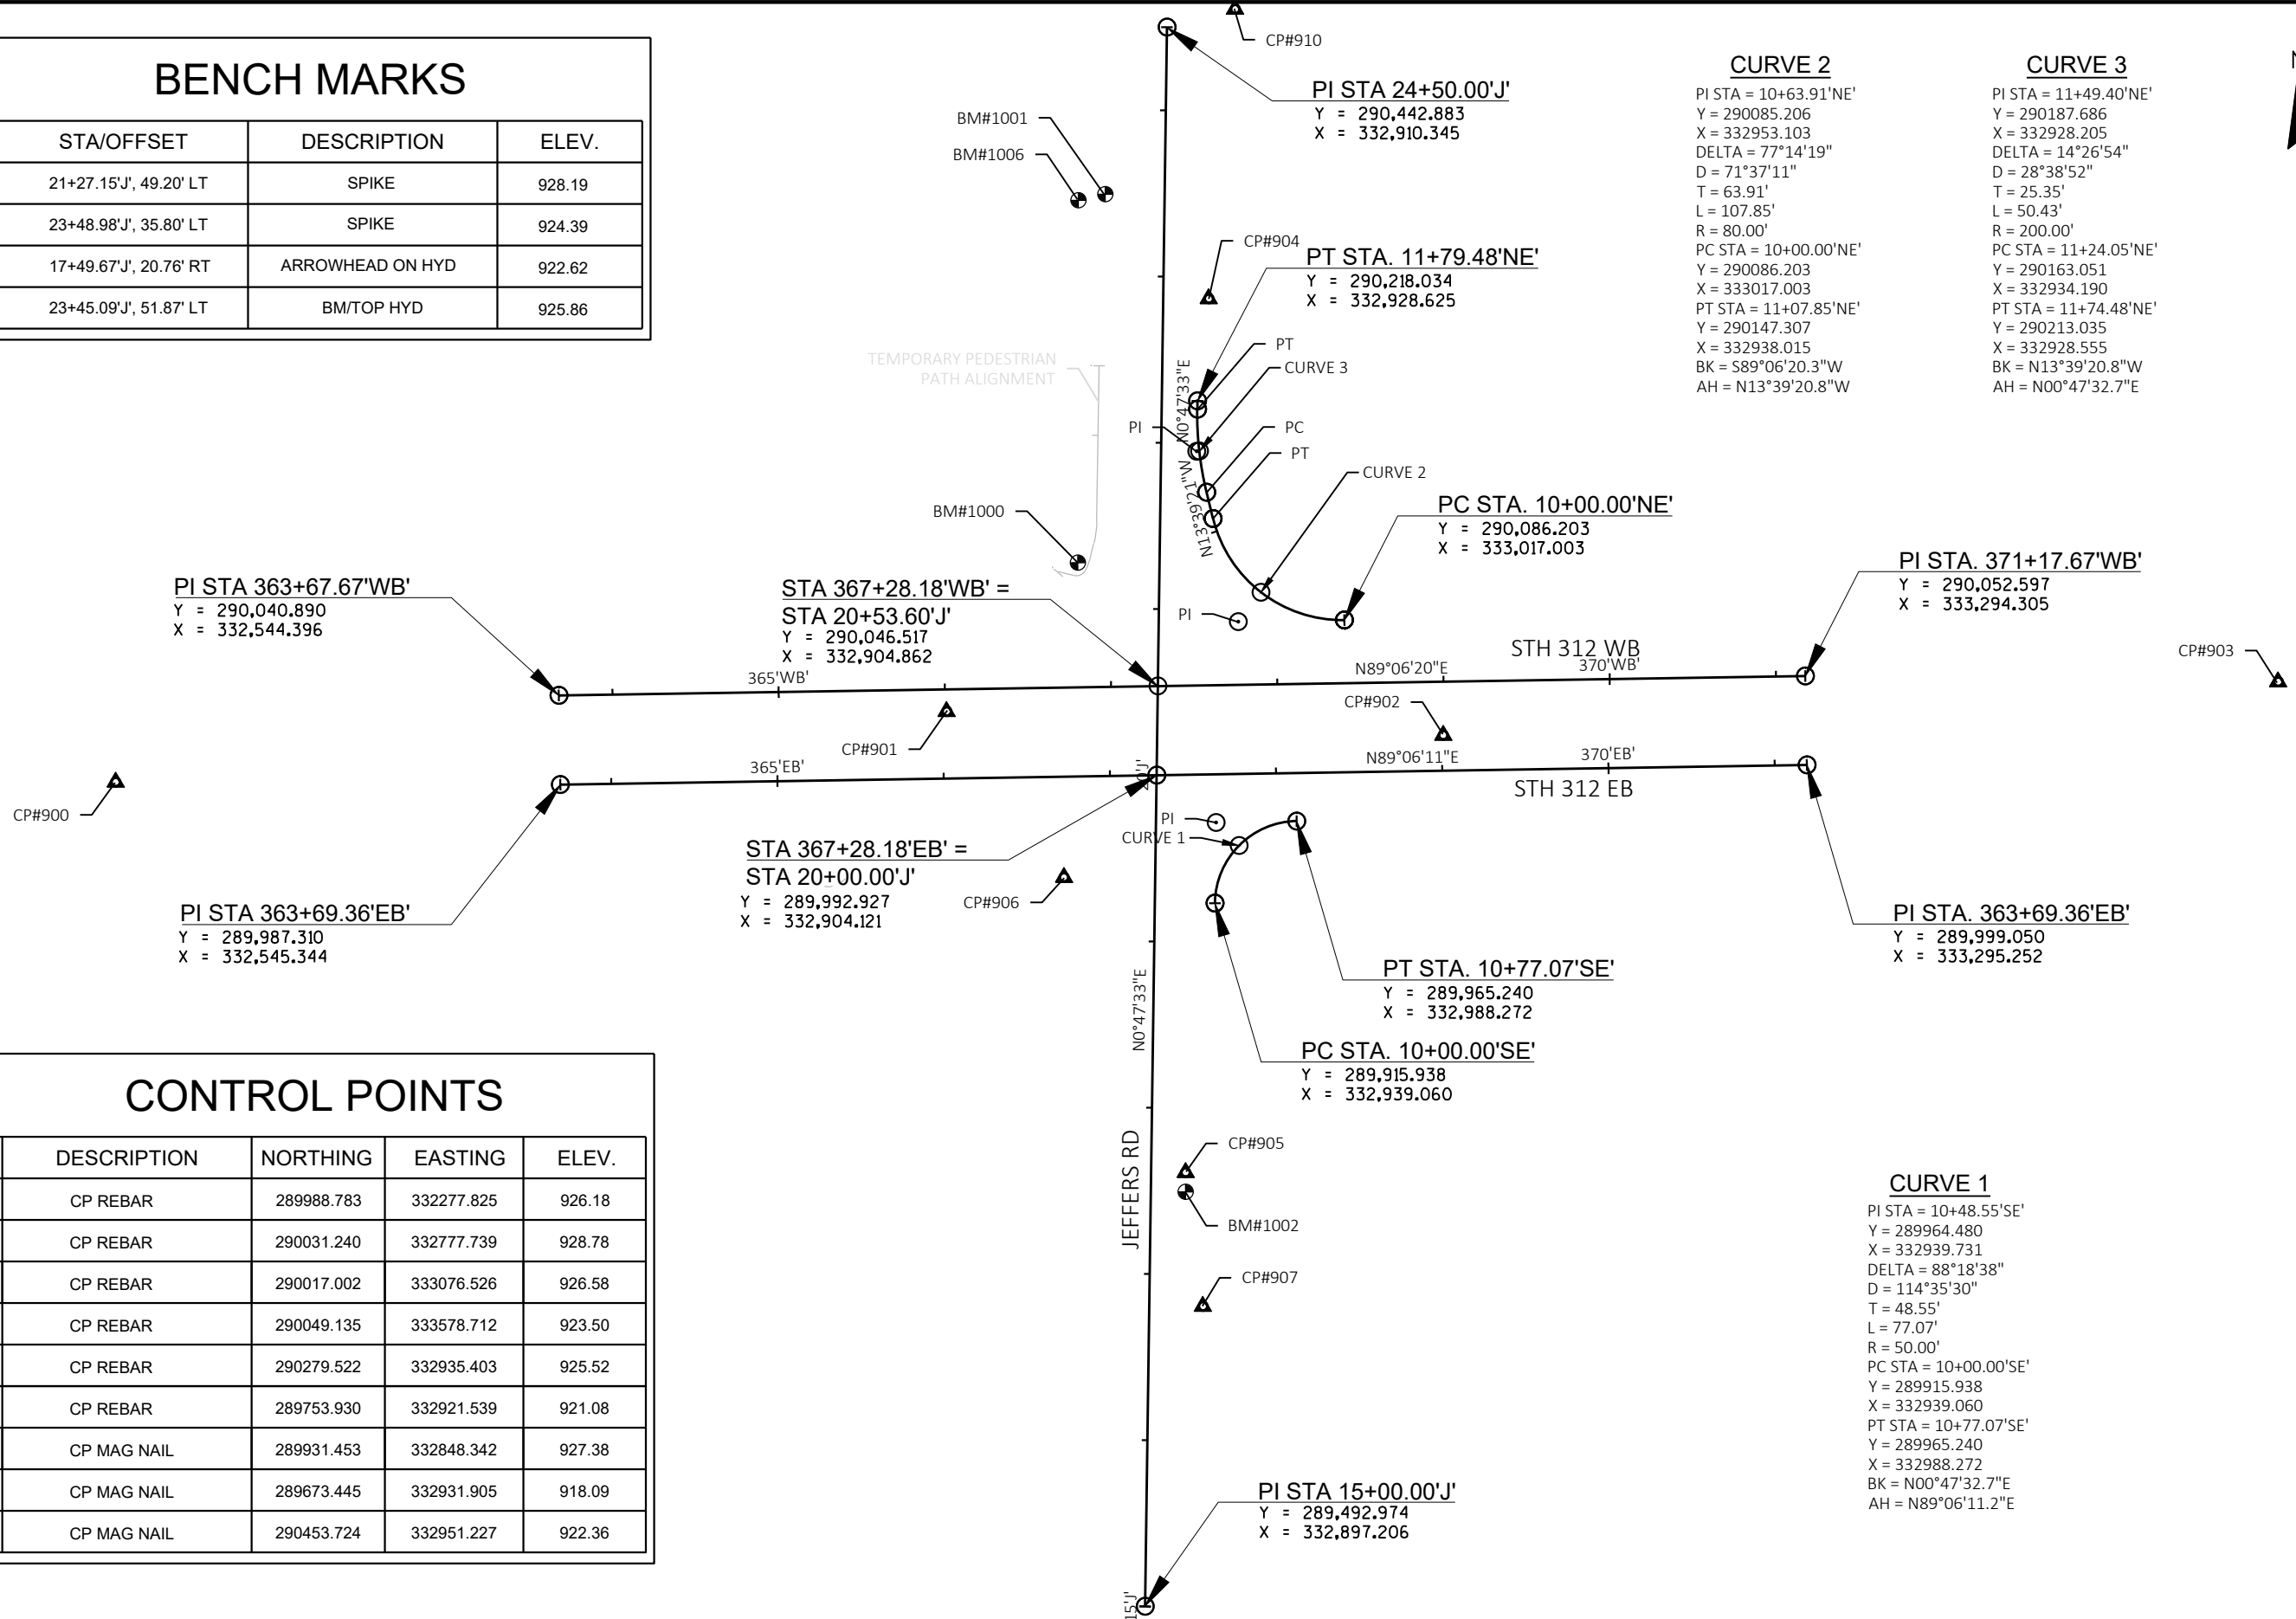 BENCH MARKS
STA/OFFSET DESCRIPTION ELEV.
21+27.15'J', 49.20' LT SPIKE 928.19
23+48.98'J', 35.80' LT SPIKE 924.39
17+49.67'J', 20.76' RT ARROWHEAD ON HYD 922.62
23+45.09'J', 51.87' LT BM/TOP HYD 925.86
CP#910
PI STA 24+50.00'J'
Y = 290,442.883
X = 332,910.345
BM#1001
BM#1006
CP#904
PT STA. 11+79.48'NE'
Y = 290,218.034
X = 332,928.625
CURVE 2
PI STA = 10+63.91'NE'
Y = 290085.206
X = 332953.103
DELTA = 77°14'19"
D = 71°37'11"
T = 63.91'
L = 107.85'
R = 80.00'
PC STA = 10+00.00'NE'
Y = 290086.203
X = 333017.003
PT STA = 11+07.85'NE'
Y = 290147.307
X = 332938.015
BK = S89°06'20.3"W
AH = N13°39'20.8"W
CURVE 3
PI STA = 11+49.40'NE'
Y = 290187.686
X = 332928.205
DELTA = 14°26'54"
D = 28°38'52"
T = 25.35'
L = 50.43'
R = 200.00'
PC STA = 11+24.05'NE'
Y = 290163.051
X = 332934.190
PT STA = 11+74.48'NE'
Y = 290213.035
X = 332928.555
BK = N13°39'20.8"W
AH = N00°47'32.7"E
TEMPORARY PEDESTRIAN
PATH ALIGNMENT
PT
CURVE 3
N0°47'33"E
PI
PC
PT
N13°39'21"W
CURVE 2
BM#1000
PC STA. 10+00.00'NE'
Y = 290,086.203
X = 333,017.003
PI STA 363+67.67'WB'
Y = 290,040.890
X = 332,544.396
STA 367+28.18'WB' =
STA 20+53.60'J'
Y = 290,046.517
X = 332,904.862
PI
PI STA. 371+17.67'WB'
Y = 290,052.597
X = 333,294.305
CP#903
365'WB'
N89°06'20"E
STH 312 WB
370'WB'
CP#902
CP#901
CP#900
365'EB'
20'J'
N89°06'11"E
370'EB'
STH 312 EB
PI
CURVE 1
STA 367+28.18'EB' =
STA 20+00.00'J'
Y = 289,992.927
X = 332,904.121
CP#906
PI STA 363+69.36'EB'
Y = 289,987.310
X = 332,545.344
PI STA. 363+69.36'EB'
Y = 289,999.050
X = 333,295.252
N0°47'33"E
PT STA. 10+77.07'SE'
Y = 289,965.240
X = 332,988.272
PC STA. 10+00.00'SE'
Y = 289,915.938
X = 332,939.060
CONTROL POINTS
DESCRIPTION NORTHING EASTING ELEV.
CP REBAR 289988.783 332277.825 926.18
CP REBAR 290031.240 332777.739 928.78
CP REBAR 290017.002 333076.526 926.58
CP REBAR 290049.135 333578.712 923.50
CP REBAR 290279.522 332935.403 925.52
CP REBAR 289753.930 332921.539 921.08
CP MAG NAIL 289931.453 332848.342 927.38
CP MAG NAIL 289673.445 332931.905 918.09
CP MAG NAIL 290453.724 332951.227 922.36
JEFFERS RD
CP#905
BM#1002
CP#907
CURVE 1
PI STA = 10+48.55'SE'
Y = 289964.480
X = 332939.731
DELTA = 88°18'38"
D = 114°35'30"
T = 48.55'
L = 77.07'
R = 50.00'
PC STA = 10+00.00'SE'
Y = 289915.938
X = 332939.060
PT STA = 10+77.07'SE'
Y = 289965.240
X = 332988.272
BK = N00°47'32.7"E
AH = N89°06'11.2"E
PI STA 15+00.00'J'
Y = 289,492.974
X = 332,897.206
15'J'